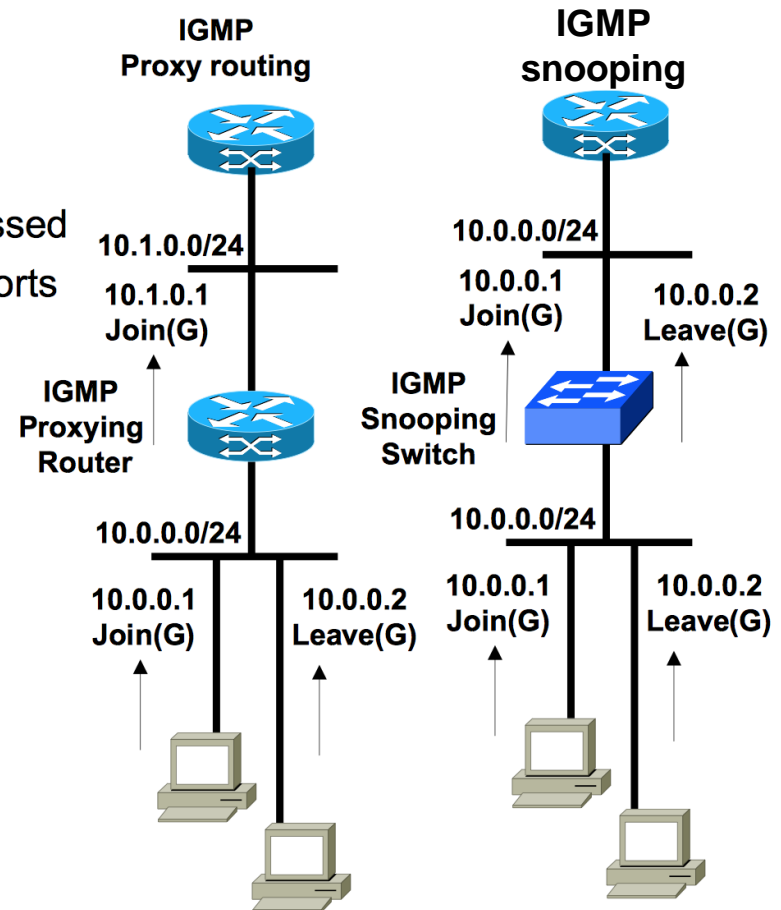 IGMP
Proxy routing
10.1.0.0/24
10.1.0.1
Join(G)
IGMP
Proxying
Router
10.0.0.0/24
10.0.0.1
Join(G)
10.0.0.2
Leave(G)
IGMP
snooping
10.0.0.0/24
10.0.0.1
Join(G)
10.0.0.2
Leave(G)
IGMP
Snooping
Switch
10.0.0.0/24
10.0.0.1
Join(G)
10.0.0.2
Leave(G)